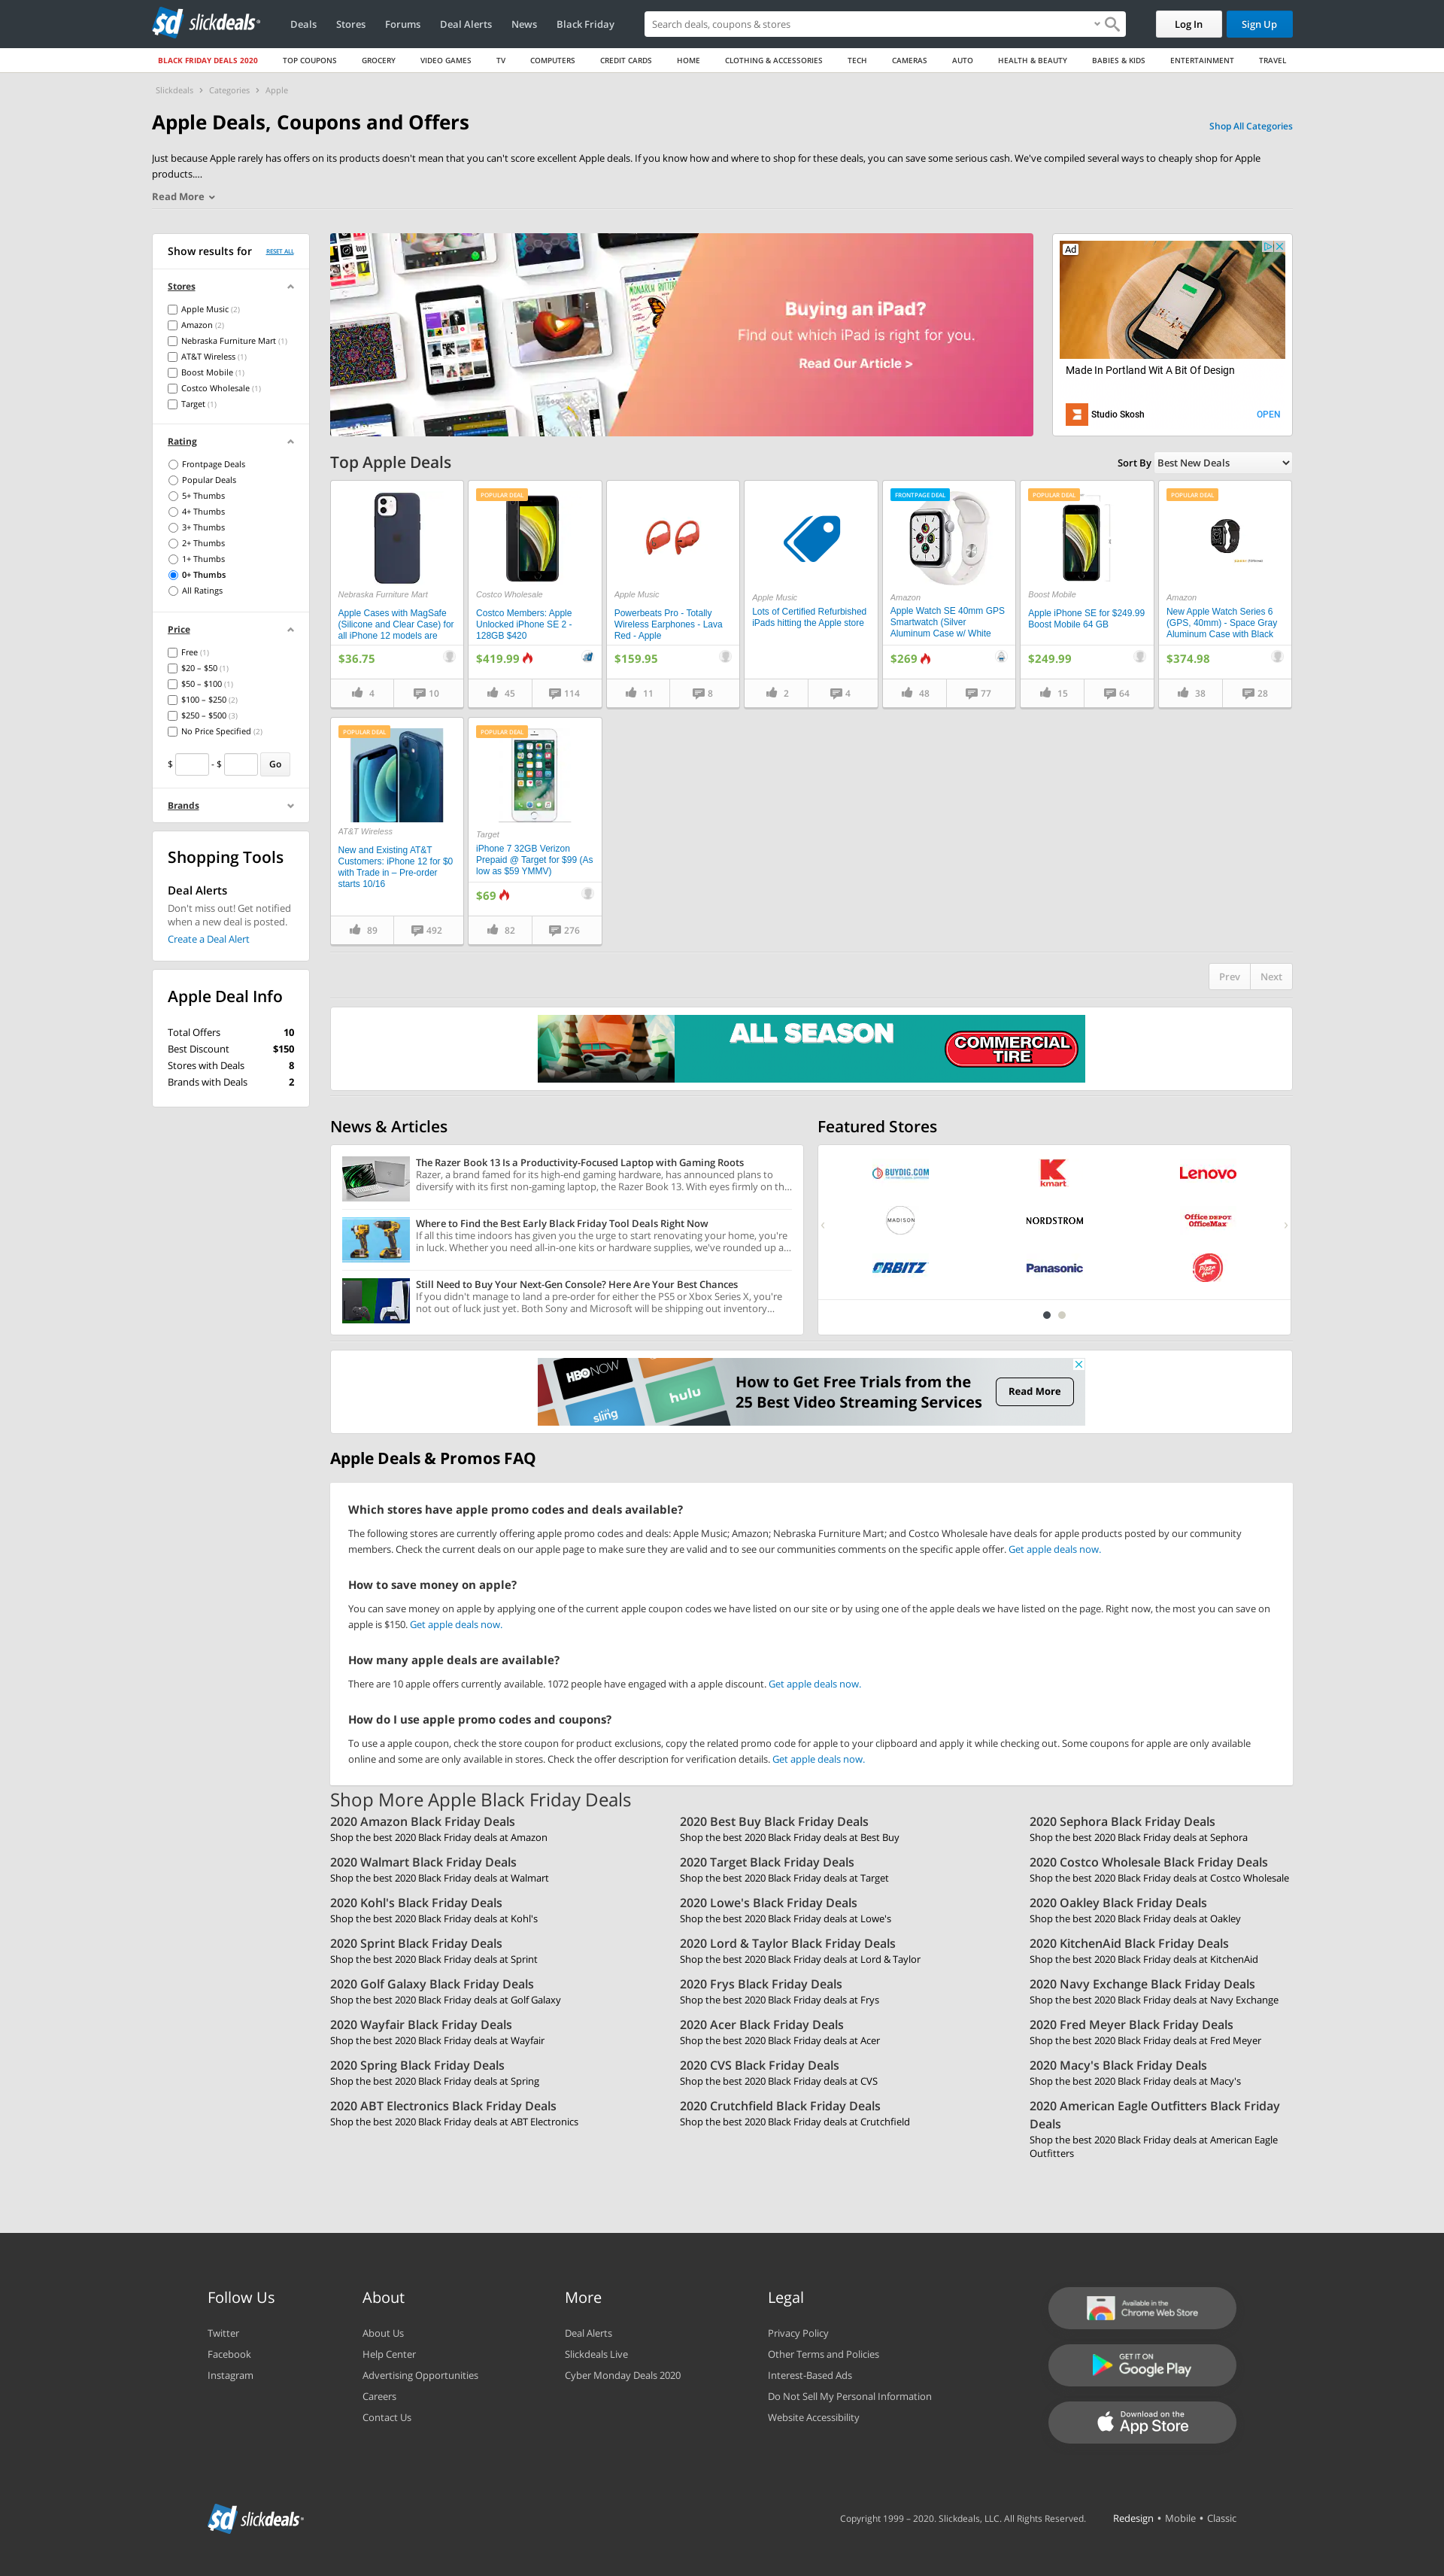 slickdeals
Deals Stores Forums Deal Alerts News Black Friday
Search deals, coupons & stores
Log In Sign Up
BLACK FRIDAY DEALS 2020 TOP COUPONS GROCERY VIDEO GAMES TV COMPUTERS CREDIT CARDS HOME CLOTHING & ACCESSORIES TECH CAMERAS AUTO HEALTH & BEAUTY BABIES & KIDS ENTERTAINMENT TRAVEL
Slickdeals › Categories › Apple
Apple Deals, Coupons and Offers
Shop All Categories
Just because Apple rarely has offers on its products doesn't mean that you can't score excellent Apple deals. If you know how and where to shop for these deals, you can save some serious cash. We've compiled several ways to cheaply shop for Apple
products....
Read More
Show results for RESET ALL
Stores
Apple Music (2)
Amazon (2)
Nebraska Furniture Mart (1)
AT&T Wireless (1)
Boost Mobile (1)
Costco Wholesale (1)
Target (1)
Rating
Frontpage Deals
Popular Deals
5+ Thumbs
4+ Thumbs
3+ Thumbs
2+ Thumbs
1+ Thumbs
0+ Thumbs
All Ratings
Price
Free (1)
$20 – $50 (1)
$50 – $100 (1)
$100 – $250 (2)
$250 – $500 (3)
No Price Specified (2)
$ - $ Go
Brands
Shopping Tools
Deal Alerts
Don't miss out! Get notified
when a new deal is posted.
Create a Deal Alert
Apple Deal Info
Total Offers 10
Best Discount $150
Stores with Deals 8
Brands with Deals 2
Buying an iPad?
Find out which iPad is right for you.
Read Our Article >
Ad
Made In Portland Wit A Bit Of Design
Studio Skosh OPEN
Top Apple Deals
Sort By Best New Deals
Nebraska Furniture Mart
Apple Cases with MagSafe
(Silicone and Clear Case) for
all iPhone 12 models are
$36.75
4 10
POPULAR DEAL
Costco Wholesale
Costco Members: Apple
Unlocked iPhone SE 2 -
128GB $420
$419.99
45 114
Apple Music
Powerbeats Pro - Totally
Wireless Earphones - Lava
Red - Apple
$159.95
11 8
Apple Music
Lots of Certified Refurbished
iPads hitting the Apple store
2 4
FRONTPAGE DEAL
Amazon
Apple Watch SE 40mm GPS
Smartwatch (Silver
Aluminum Case w/ White
$269
48 77
POPULAR DEAL
Boost Mobile
Apple iPhone SE for $249.99
Boost Mobile 64 GB
$249.99
15 64
POPULAR DEAL
Amazon
New Apple Watch Series 6
(GPS, 40mm) - Space Gray
Aluminum Case with Black
$374.98
38 28
POPULAR DEAL
AT&T Wireless
New and Existing AT&T
Customers: iPhone 12 for $0
with Trade in – Pre-order
starts 10/16
89 492
POPULAR DEAL
Target
iPhone 7 32GB Verizon
Prepaid @ Target for $99 (As
low as $59 YMMV)
$69
82 276
Prev Next
ALL SEASON
COMMERCIAL
TIRE
News & Articles
The Razer Book 13 Is a Productivity-Focused Laptop with Gaming Roots
Razer, a brand famed for its high-end gaming hardware, has announced plans to
diversify with its first non-gaming laptop, the Razer Book 13. With eyes firmly on th...
Where to Find the Best Early Black Friday Tool Deals Right Now
If all this time indoors has given you the urge to start renovating your home, you're
in luck. Whether you need all-in-one kits or hardware supplies, we've rounded up a...
Still Need to Buy Your Next-Gen Console? Here Are Your Best Chances
If you didn't manage to land a pre-order for either the PS5 or Xbox Series X, you're
not out of luck just yet. Both Sony and Microsoft will be shipping out inventory...
Featured Stores
BUYDIG.COM kmart Lenovo
MADISON NORDSTROM Office DEPOT OfficeMax
ORBITZ Panasonic Pizza Hut
HBO NOW
hulu
sling
How to Get Free Trials from the
25 Best Video Streaming Services
Read More
Apple Deals & Promos FAQ
Which stores have apple promo codes and deals available?
The following stores are currently offering apple promo codes and deals: Apple Music; Amazon; Nebraska Furniture Mart; and Costco Wholesale have deals for apple products posted by our community
members. Check the current deals on our apple page to make sure they are valid and to see our communities comments on the specific apple offer. Get apple deals now.
How to save money on apple?
You can save money on apple by applying one of the current apple coupon codes we have listed on our site or by using one of the apple deals we have listed on the page. Right now, the most you can save on
apple is $150. Get apple deals now.
How many apple deals are available?
There are 10 apple offers currently available. 1072 people have engaged with a apple discount. Get apple deals now.
How do I use apple promo codes and coupons?
To use a apple coupon, check the store coupon for product exclusions, copy the related promo code for apple to your clipboard and apply it while checking out. Some coupons for apple are only available
online and some are only available in stores. Check the offer description for verification details. Get apple deals now.
Shop More Apple Black Friday Deals
2020 Amazon Black Friday Deals 2020 Best Buy Black Friday Deals 2020 Sephora Black Friday Deals
Shop the best 2020 Black Friday deals at Amazon Shop the best 2020 Black Friday deals at Best Buy Shop the best 2020 Black Friday deals at Sephora
2020 Walmart Black Friday Deals 2020 Target Black Friday Deals 2020 Costco Wholesale Black Friday Deals
Shop the best 2020 Black Friday deals at Walmart Shop the best 2020 Black Friday deals at Target Shop the best 2020 Black Friday deals at Costco Wholesale
2020 Kohl's Black Friday Deals 2020 Lowe's Black Friday Deals 2020 Oakley Black Friday Deals
Shop the best 2020 Black Friday deals at Kohl's Shop the best 2020 Black Friday deals at Lowe's Shop the best 2020 Black Friday deals at Oakley
2020 Sprint Black Friday Deals 2020 Lord & Taylor Black Friday Deals 2020 KitchenAid Black Friday Deals
Shop the best 2020 Black Friday deals at Sprint Shop the best 2020 Black Friday deals at Lord & Taylor Shop the best 2020 Black Friday deals at KitchenAid
2020 Golf Galaxy Black Friday Deals 2020 Frys Black Friday Deals 2020 Navy Exchange Black Friday Deals
Shop the best 2020 Black Friday deals at Golf Galaxy Shop the best 2020 Black Friday deals at Frys Shop the best 2020 Black Friday deals at Navy Exchange
2020 Wayfair Black Friday Deals 2020 Acer Black Friday Deals 2020 Fred Meyer Black Friday Deals
Shop the best 2020 Black Friday deals at Wayfair Shop the best 2020 Black Friday deals at Acer Shop the best 2020 Black Friday deals at Fred Meyer
2020 Spring Black Friday Deals 2020 CVS Black Friday Deals 2020 Macy's Black Friday Deals
Shop the best 2020 Black Friday deals at Spring Shop the best 2020 Black Friday deals at CVS Shop the best 2020 Black Friday deals at Macy's
2020 ABT Electronics Black Friday Deals 2020 Crutchfield Black Friday Deals 2020 American Eagle Outfitters Black Friday
Deals
Shop the best 2020 Black Friday deals at ABT Electronics Shop the best 2020 Black Friday deals at Crutchfield Shop the best 2020 Black Friday deals at American Eagle
Outfitters
Follow Us
Twitter
Facebook
Instagram
About
About Us
Help Center
Advertising Opportunities
Careers
Contact Us
More
Deal Alerts
Slickdeals Live
Cyber Monday Deals 2020
Legal
Privacy Policy
Other Terms and Policies
Interest-Based Ads
Do Not Sell My Personal Information
Website Accessibility
Available in the
Chrome Web Store
GET IT ON
Google Play
Download on the
App Store
slickdeals
Copyright 1999 – 2020. Slickdeals, LLC. All Rights Reserved. Redesign • Mobile • Classic